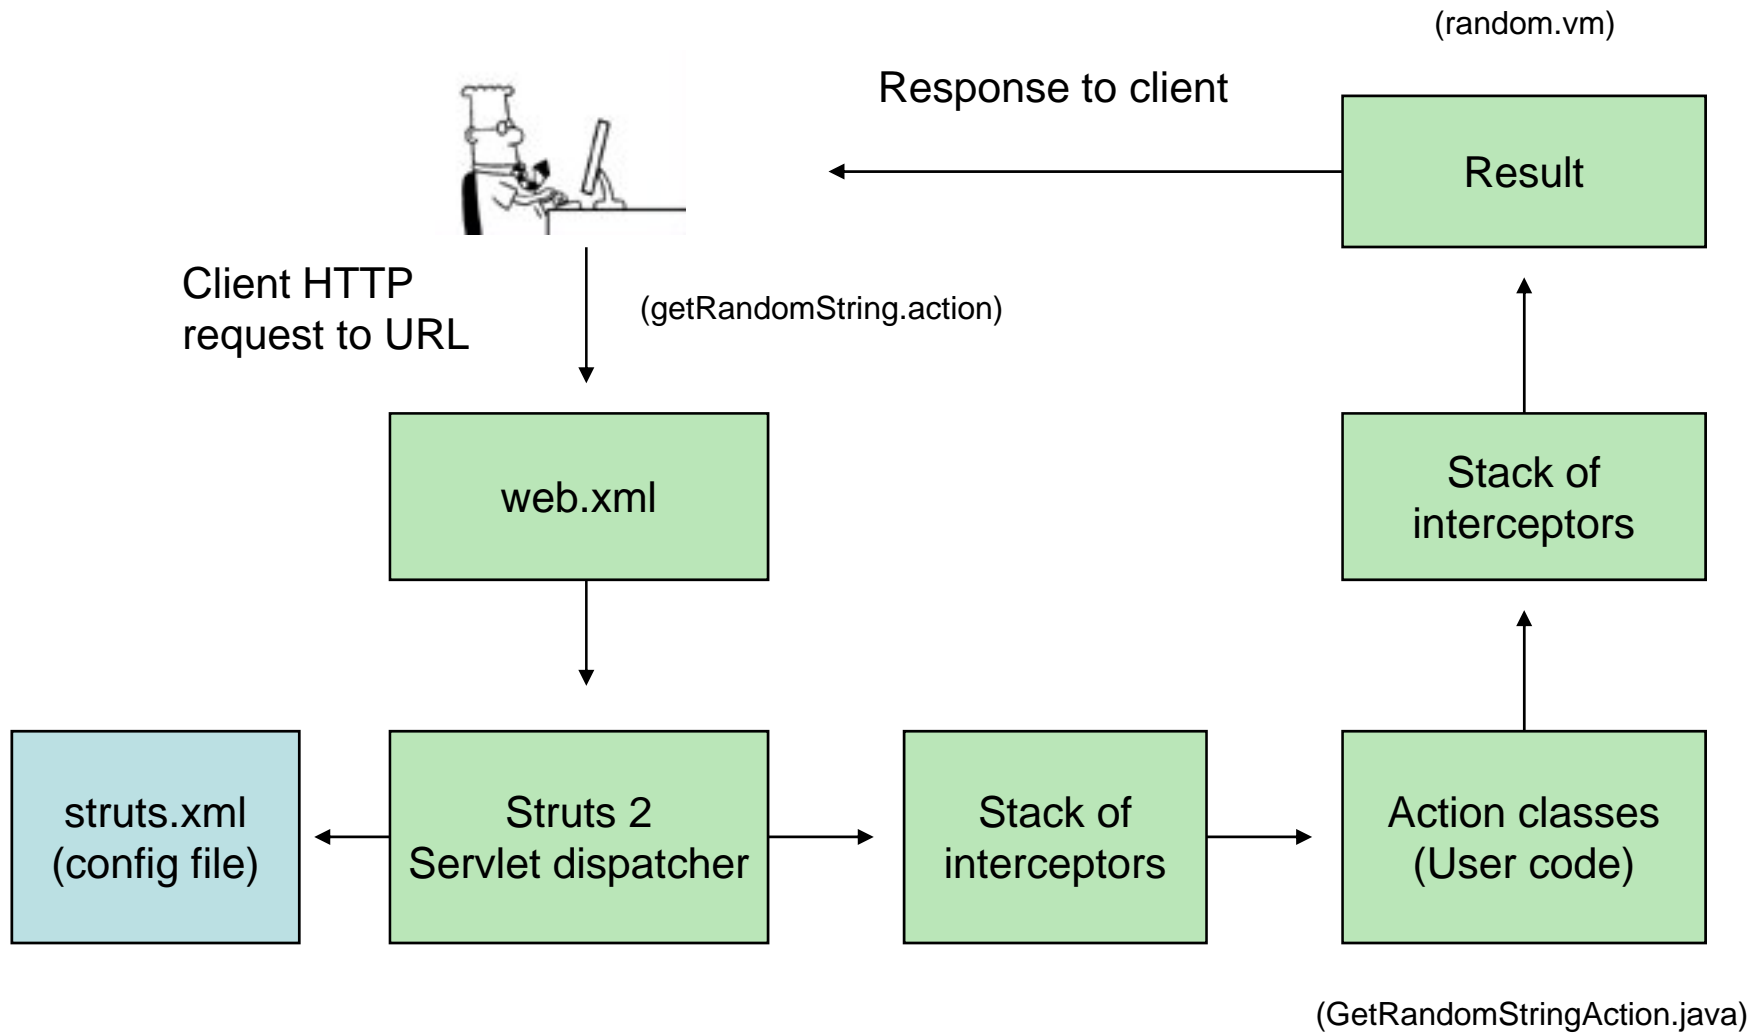 (random.vm)
Response to client
Result
Client HTTP
request to URL
(getRandomString.action)
web.xml
Stack of
interceptors
struts.xml
(config file)
Struts 2
Servlet dispatcher
Stack of
interceptors
Action classes
(User code)
(GetRandomStringAction.java)